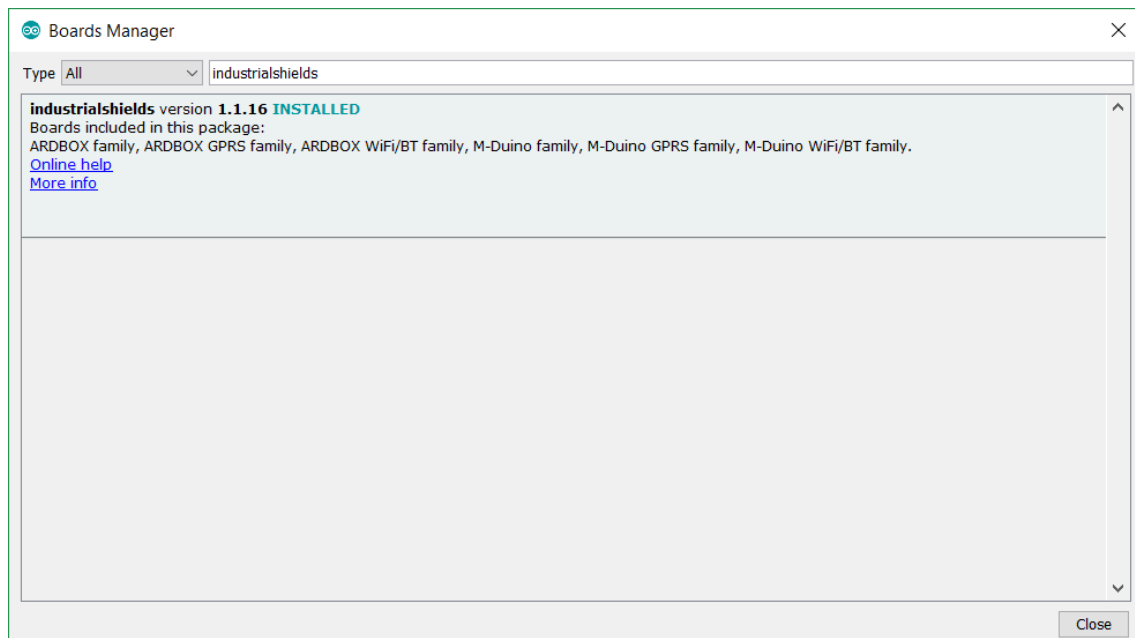 Boards Manager
Type All industrialshields
industrialshields version 1.1.16 INSTALLED
Boards included in this package:
ARDBOX family, ARDBOX GPRS family, ARDBOX WiFi/BT family, M-Duino family, M-Duino GPRS family, M-Duino WiFi/BT family.
Online help
More info
Close